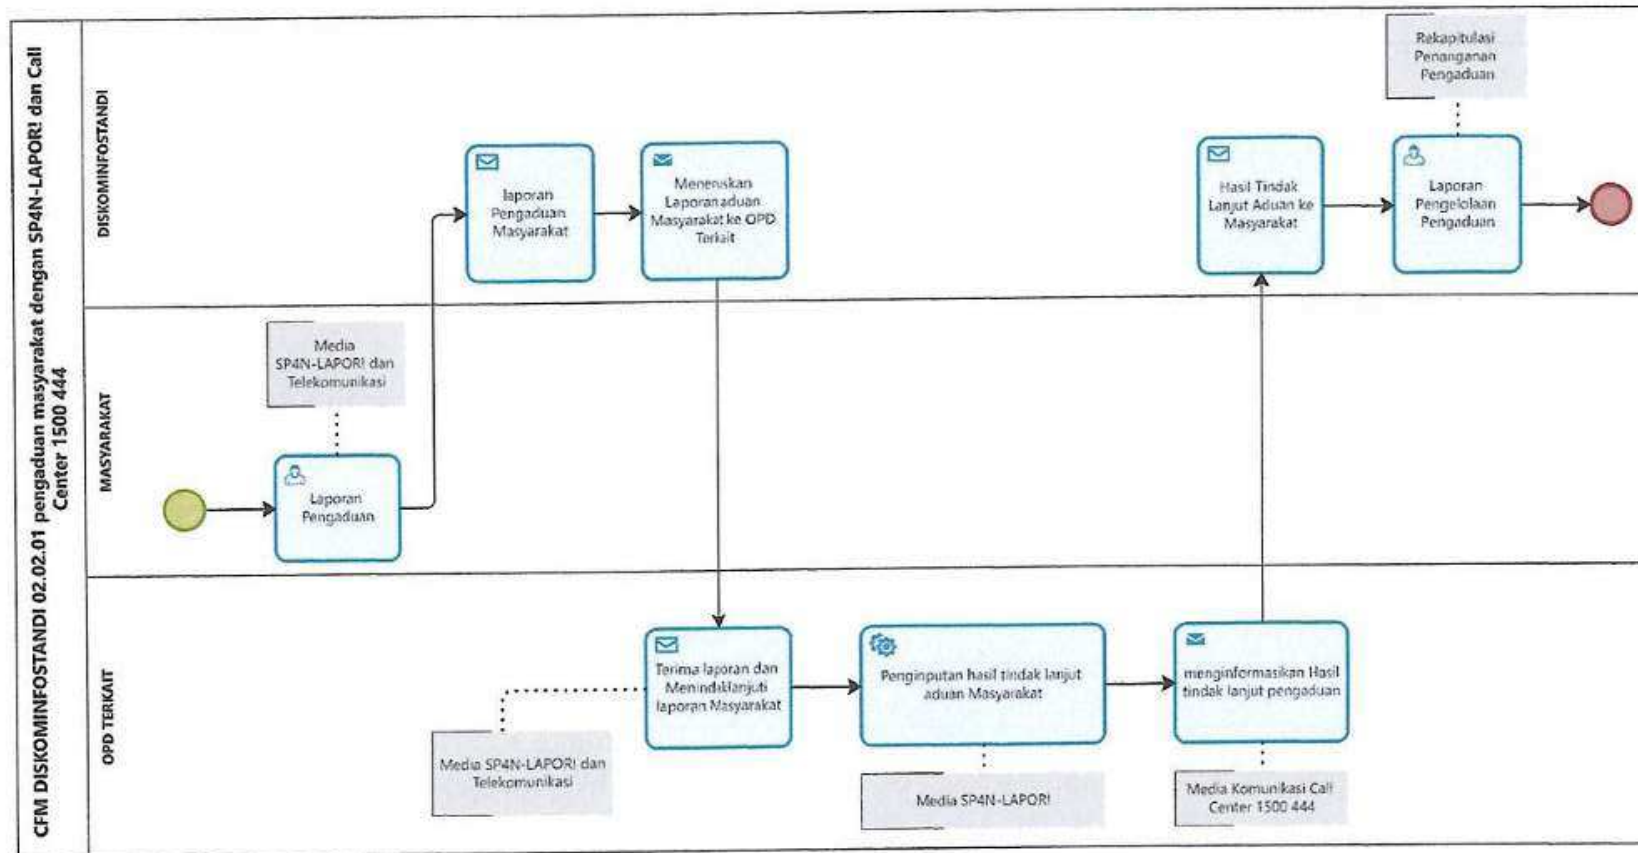 CFM DISKOMINFOSTANDI 02.02.01 pengaduan masyarakat dengan SP4N-LAPOR! dan Call
Center 1500 444
DISKOMINFOSTANDI
laporan
Pengaduan
Masyarakat
Meneruskan
Laporan aduan
Masyarakat ke OPD
Terkait
Hasil Tindak
Lanjut Aduan ke
Masyarakat
Rekapitulasi
Penanganan
Pengaduan
Laporan
Pengelolaan
Pengaduan
MASYARAKAT
Media
SP4N-LAPOR! dan
Telekomunikasi
Laporan
Pengaduan
OPD TERKAIT
Terima laporan dan
Menindaklanjuti
laporan Masyarakat
Media SP4N-LAPOR! dan
Telekomunikasi
Penginputan hasil tindak lanjut
aduan Masyarakat
Media SP4N-LAPOR!
menginformasikan Hasil
tindak lanjut pengaduan
Media Komunikasi Call
Center 1500 444